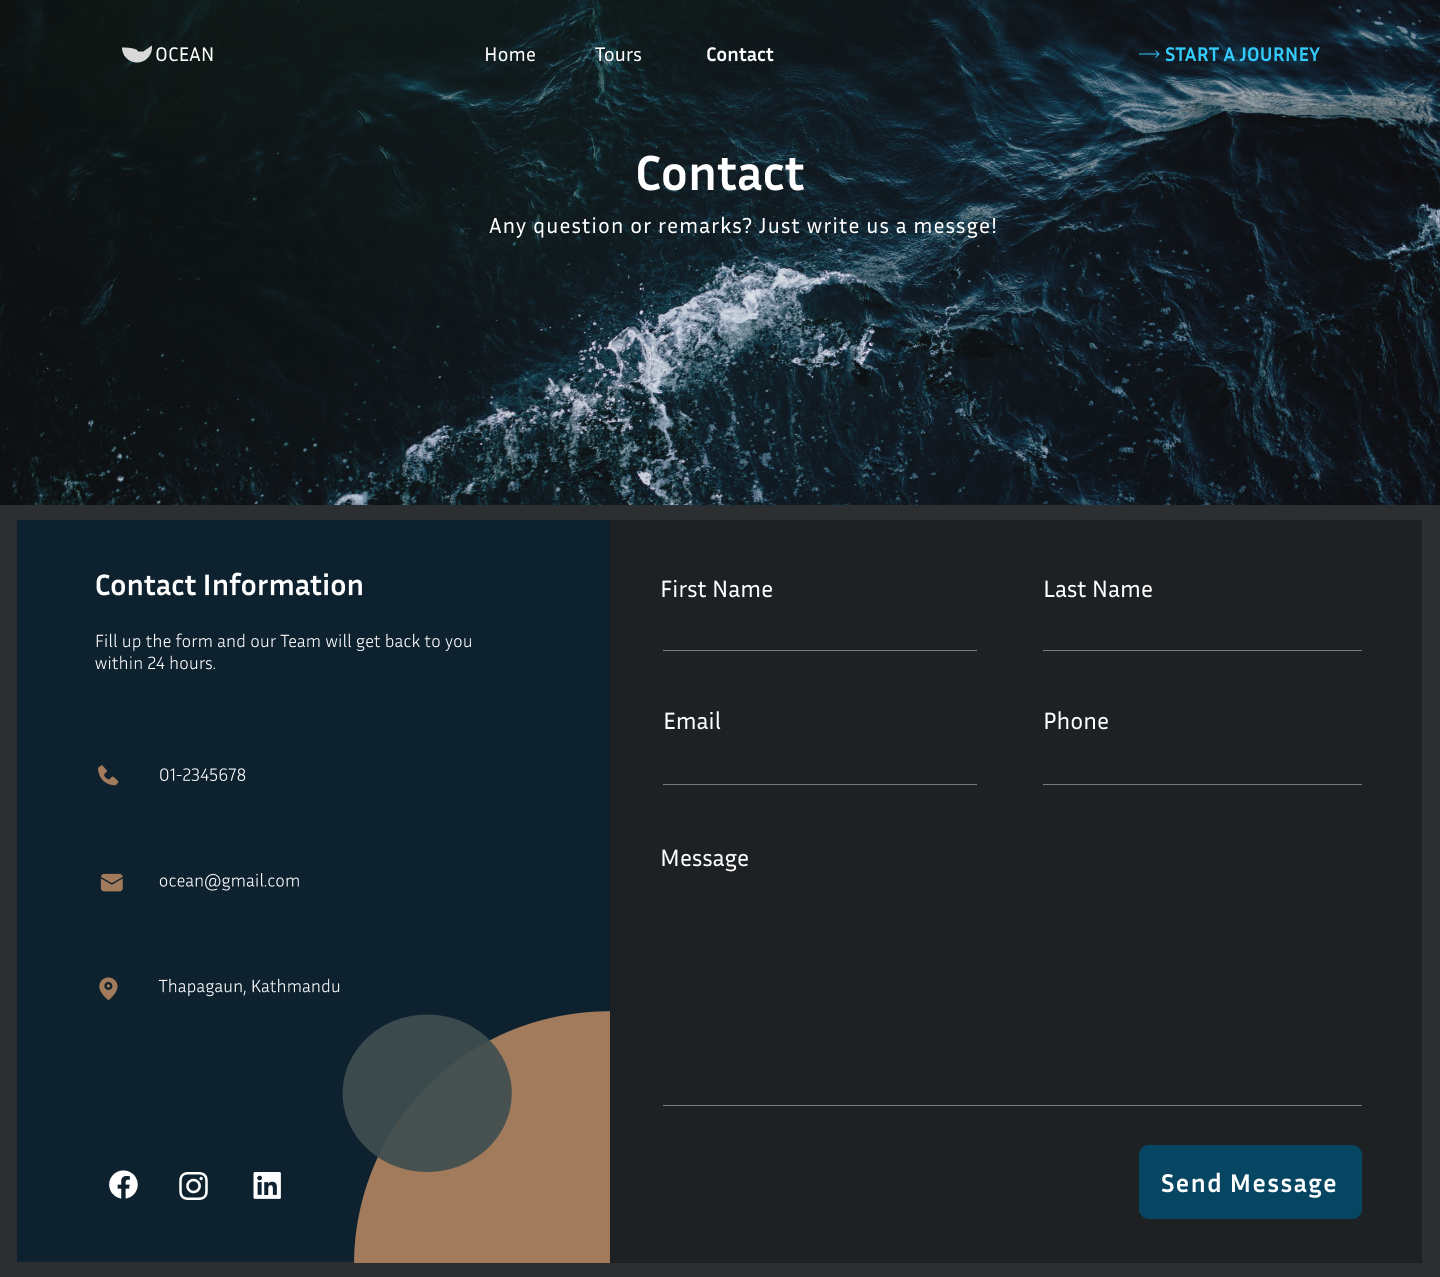 OCEAN
Home
Tours
Contact
START A JOURNEY
Contact
Any question or remarks? Just write us a messge!
Contact Information
Fill up the form and our Team will get back to you
within 24 hours.
01-2345678
ocean@gmail.com
Thapagaun, Kathmandu
First Name
Last Name
Email
Phone
Message
Send Message